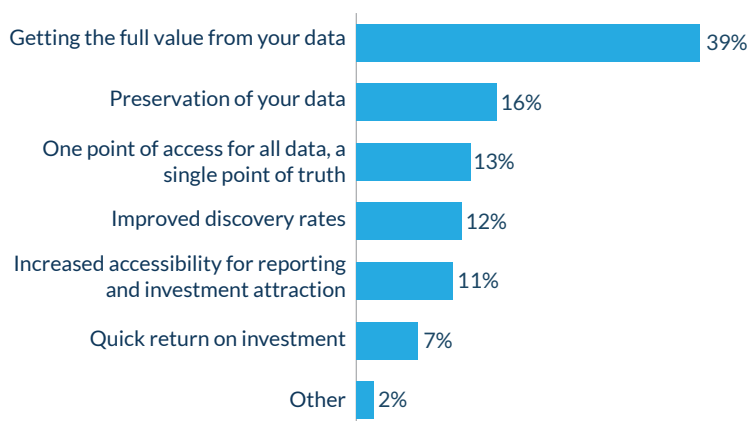 Getting the full value from your data
39%
Preservation of your data
16%
One point of access for all data, a
single point of truth
13%
Improved discovery rates
12%
Increased accessibility for reporting
and investment attraction
11%
Quick return on investment
7%
Other
2%